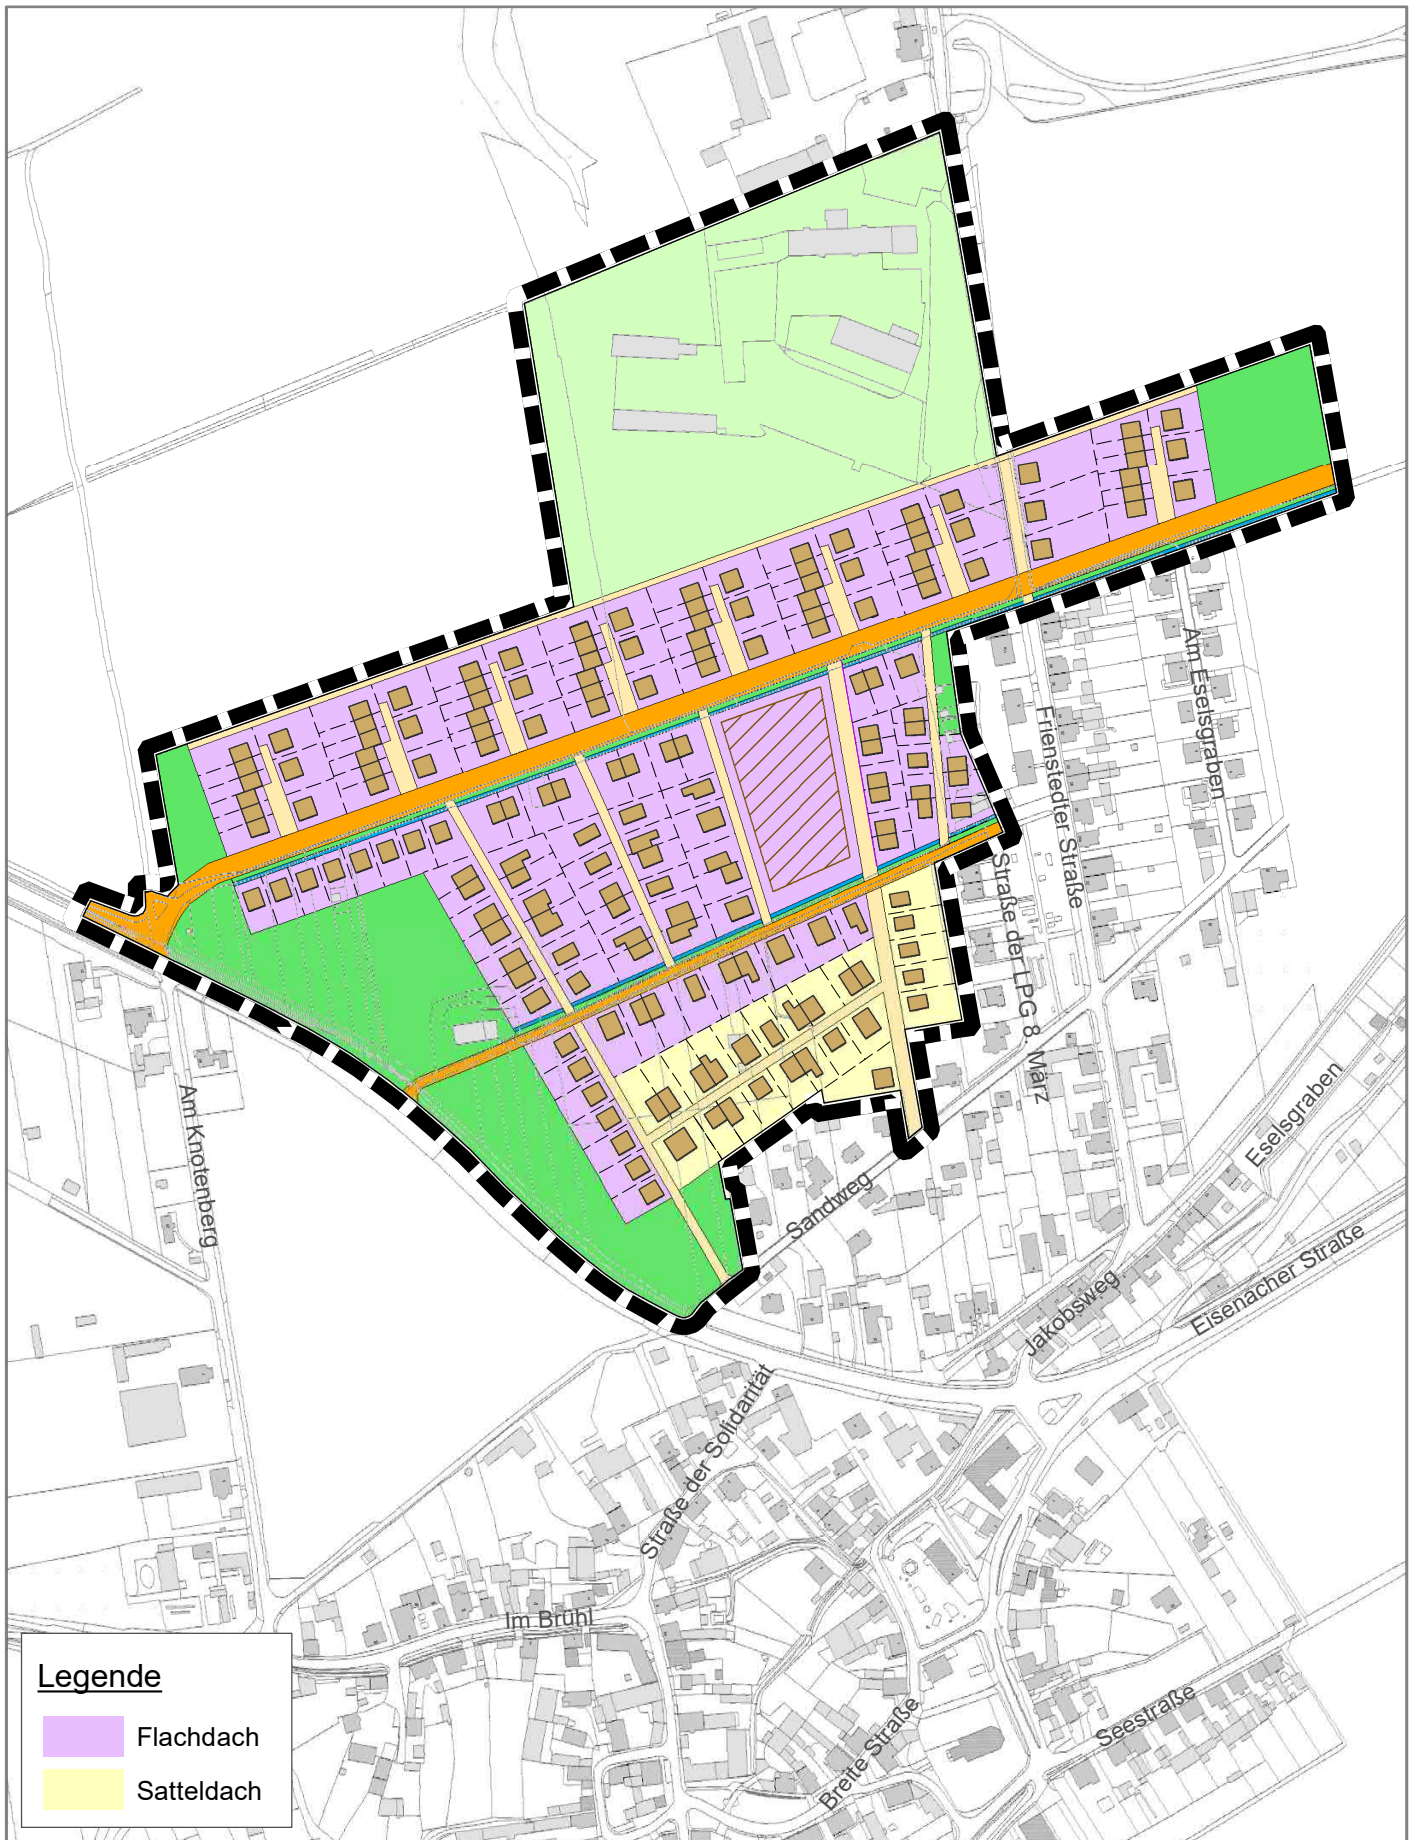 Am Eselsgraben
Frienstedter Straße
Straße der LPG 8. März
Am Knotenberg
Eselsgraben
Sandweg
Eisenacher Straße
Jakobsweg
Straße der Solidarität
Im Brühl
Seestraße
Breite Straße
Legende
Flachdach
Satteldach